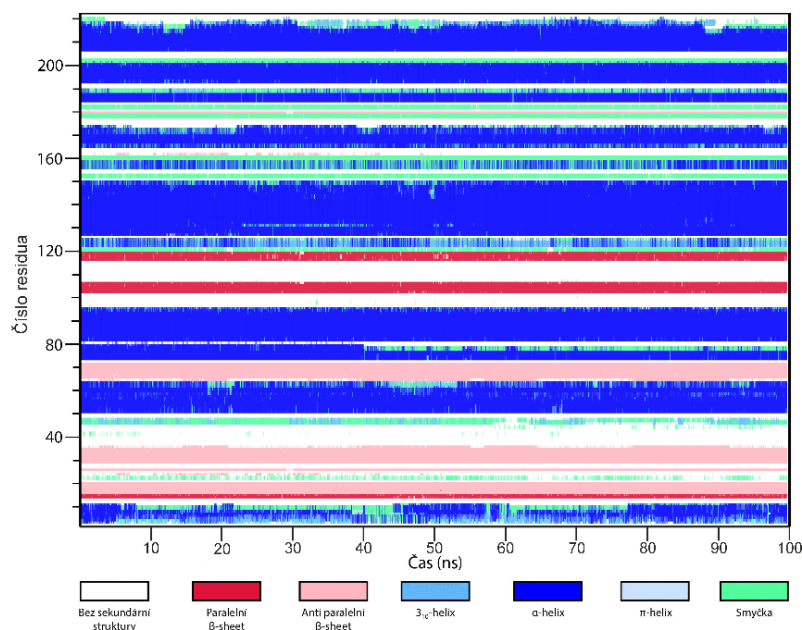 200
160
120
80
40
Číslo residua
10 20 30 40 50 60 70 80 90 100
Čas (ns)
Bez sekundární
struktury
Paralelní
β-sheet
Anti paralelní
β-sheet
3₁₀-helix
α-helix
π-helix
Smyčka